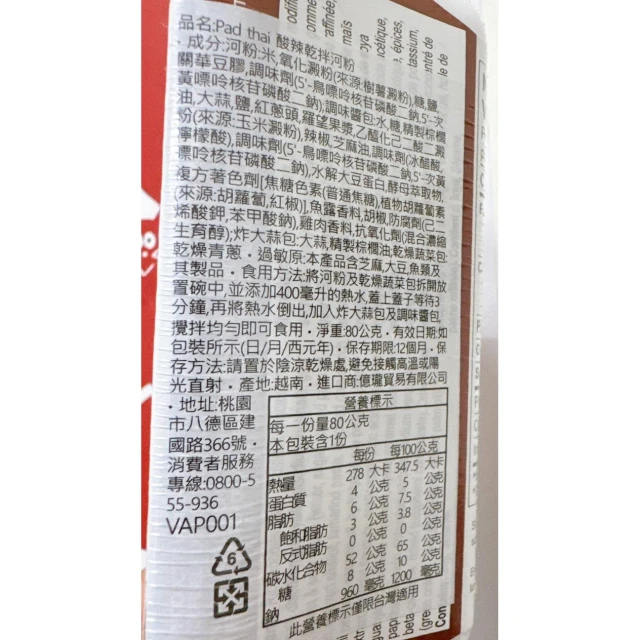 品名:Pad thai 酸辣乾拌河粉
・成分:河粉:米,氧化澱粉(來源:樹薯澱粉),糖,鹽,
關華豆膠,調味劑(5'-鳥嘌呤核苷磷酸二鈉,5'-次
黃嘌呤核苷磷酸二鈉),調味醬包:水,糖,精製棕櫚
油,大蒜,鹽,紅蔥頭,羅望果漿,乙醯化己二酸二澱
粉(來源:玉米澱粉),辣椒,芝麻油,調味劑(冰醋酸,
檸檬酸),調味劑(5'-鳥嘌呤核苷磷酸二鈉,5'-次黃
嘌呤核苷磷酸二鈉),水解大豆蛋白,酵母萃取物,
複方著色劑[焦糖色素(普通焦糖),植物胡蘿蔔素
(來源:胡蘿蔔,紅椒)],魚露香料,胡椒,防腐劑(己二
烯酸鉀,苯甲酸鈉),雞肉香料,抗氧化劑(混合濃縮
生育醇);炸大蒜包:大蒜,精製棕櫚油,乾燥蔬菜包:
乾燥青蔥・過敏原:本產品含芝麻,大豆,魚類及
其製品・食用方法:將河粉及乾燥蔬菜包拆開放
置碗中,並添加400毫升的熱水,蓋上蓋子等待3
分鐘,再將熱水倒出,加入炸大蒜包及調味醬包,
攪拌均勻即可食用・淨重:80公克・有效日期:如
包裝所示(日/月/西元年)・保存期限:12個月・保
存方法:請置於陰涼乾燥處,避免接觸高溫或陽
光直射・產地:越南・進口商:億瓏貿易有限公司
・地址:桃園
市八德區建
國路366號・
消費者服務
專線:0800-5
55-936
VAP001
6
營養標示
每一份量80公克
本包裝含1份
每份 每100公克
熱量 278 大卡 347.5 大卡
蛋白質 4 公克 5 公克
脂肪 6 公克 7.5 公克
飽和脂肪 3 公克 3.8 公克
反式脂肪 0 公克 0 公克
碳水化合物 52 公克 65 公克
糖 8 公克 10 公克
鈉 960 毫克 1200 毫克
此營養標示僅限台灣適用